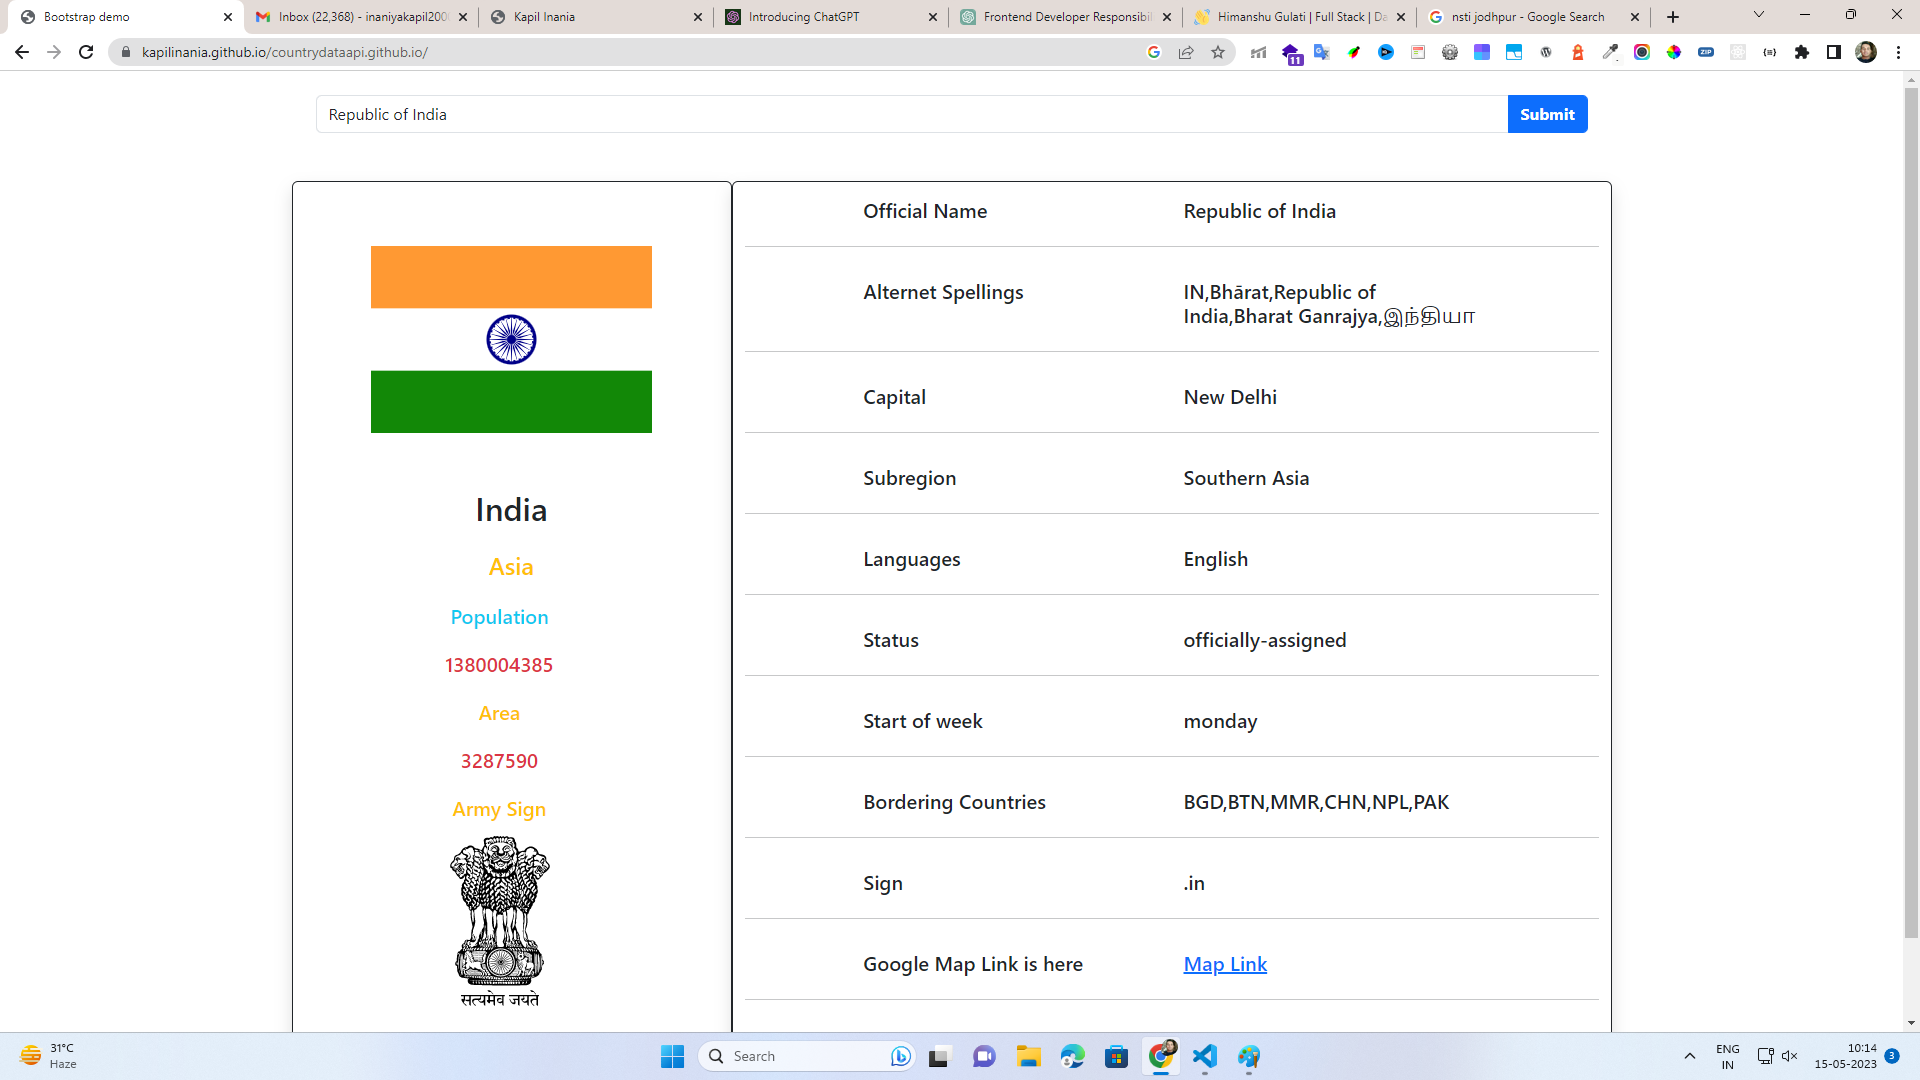 Bootstrap demo
Inbox (22,368) - inaniyakapil200
Kapil Inania
Introducing ChatGPT
Frontend Developer Responsibil
Himanshu Gulati | Full Stack | Da
nsti jodhpur - Google Search
kapilinania.github.io/countrydataapi.github.io/
11
ZIP
Republic of India
Submit
India
Asia
Population
1380004385
Area
3287590
Army Sign
सत्यमेव जयते
Official Name
Republic of India
Alternet Spellings
IN,Bhārat,Republic of
India,Bharat Ganrajya,இந்தியா
Capital
New Delhi
Subregion
Southern Asia
Languages
English
Status
officially-assigned
Start of week
monday
Bordering Countries
BGD,BTN,MMR,CHN,NPL,PAK
Sign
.in
Google Map Link is here
Map Link
31°C
Haze
Search
ENG
IN
10:14
15-05-2023
3